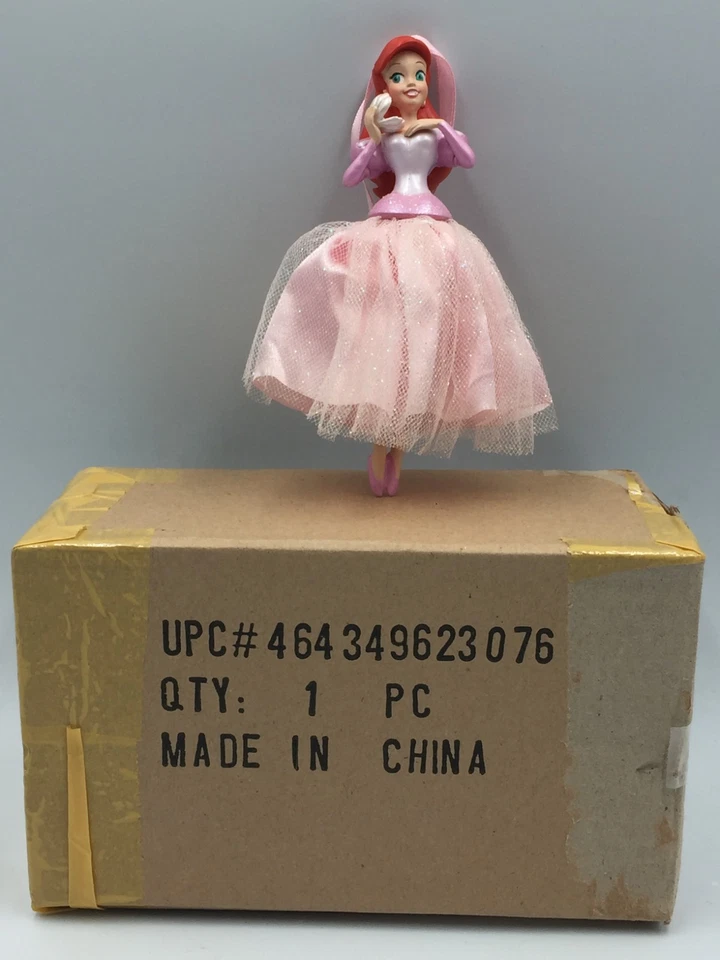 UPC#464349623076
QTY: 1 PC
MADE IN CHINA